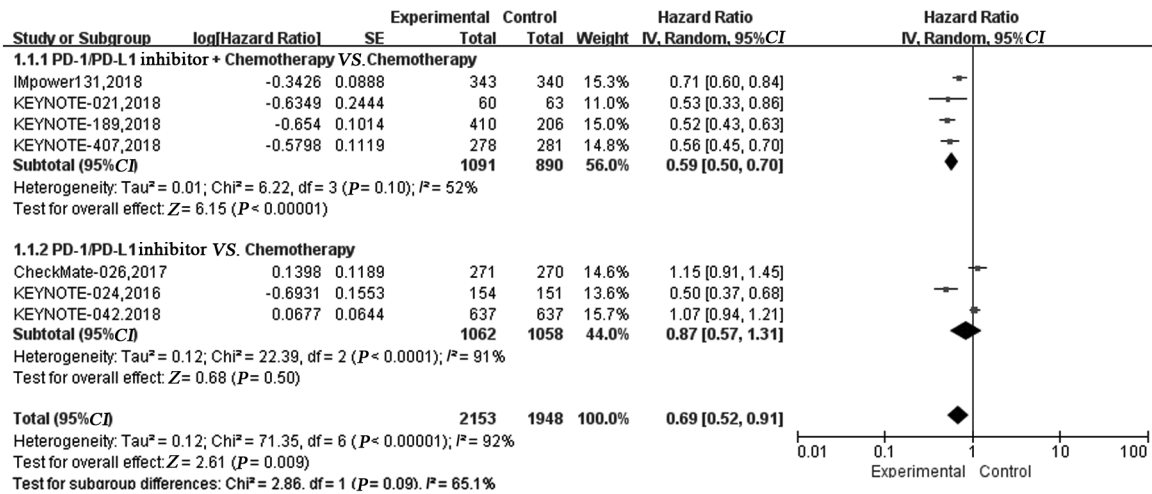 Experimental Control Hazard Ratio Hazard Ratio
Study or Subgroup log[Hazard Ratio] SE Total Total Weight IV, Random, 95%CI IV, Random, 95%CI
1.1.1 PD-1/PD-L1 inhibitor + Chemotherapy VS. Chemotherapy
IMpower131,2018 -0.3426 0.0888 343 340 15.3% 0.71 [0.60, 0.84]
KEYNOTE-021,2018 -0.6349 0.2444 60 63 11.0% 0.53 [0.33, 0.86]
KEYNOTE-189,2018 -0.654 0.1014 410 206 15.0% 0.52 [0.43, 0.63]
KEYNOTE-407,2018 -0.5798 0.1119 278 281 14.8% 0.56 [0.45, 0.70]
Subtotal (95%CI) 1091 890 56.0% 0.59 [0.50, 0.70]
Heterogeneity: Tau² = 0.01; Chi² = 6.22, df = 3 (P = 0.10); I² = 52%
Test for overall effect: Z = 6.15 (P < 0.00001)
1.1.2 PD-1/PD-L1 inhibitor VS. Chemotherapy
CheckMate-026,2017 0.1398 0.1189 271 270 14.6% 1.15 [0.91, 1.45]
KEYNOTE-024,2016 -0.6931 0.1553 154 151 13.6% 0.50 [0.37, 0.68]
KEYNOTE-042,2018 0.0677 0.0644 637 637 15.7% 1.07 [0.94, 1.21]
Subtotal (95%CI) 1062 1058 44.0% 0.87 [0.57, 1.31]
Heterogeneity: Tau² = 0.12; Chi² = 22.39, df = 2 (P < 0.0001); I² = 91%
Test for overall effect: Z = 0.68 (P = 0.50)
Total (95%CI) 2153 1948 100.0% 0.69 [0.52, 0.91]
Heterogeneity: Tau² = 0.12; Chi² = 71.35, df = 6 (P < 0.00001); I² = 92%
Test for overall effect: Z = 2.61 (P = 0.009)
Test for subgroup differences: Chi² = 2.86, df = 1 (P = 0.09), I² = 65.1%
0.01 0.1 1 10 100
Experimental Control